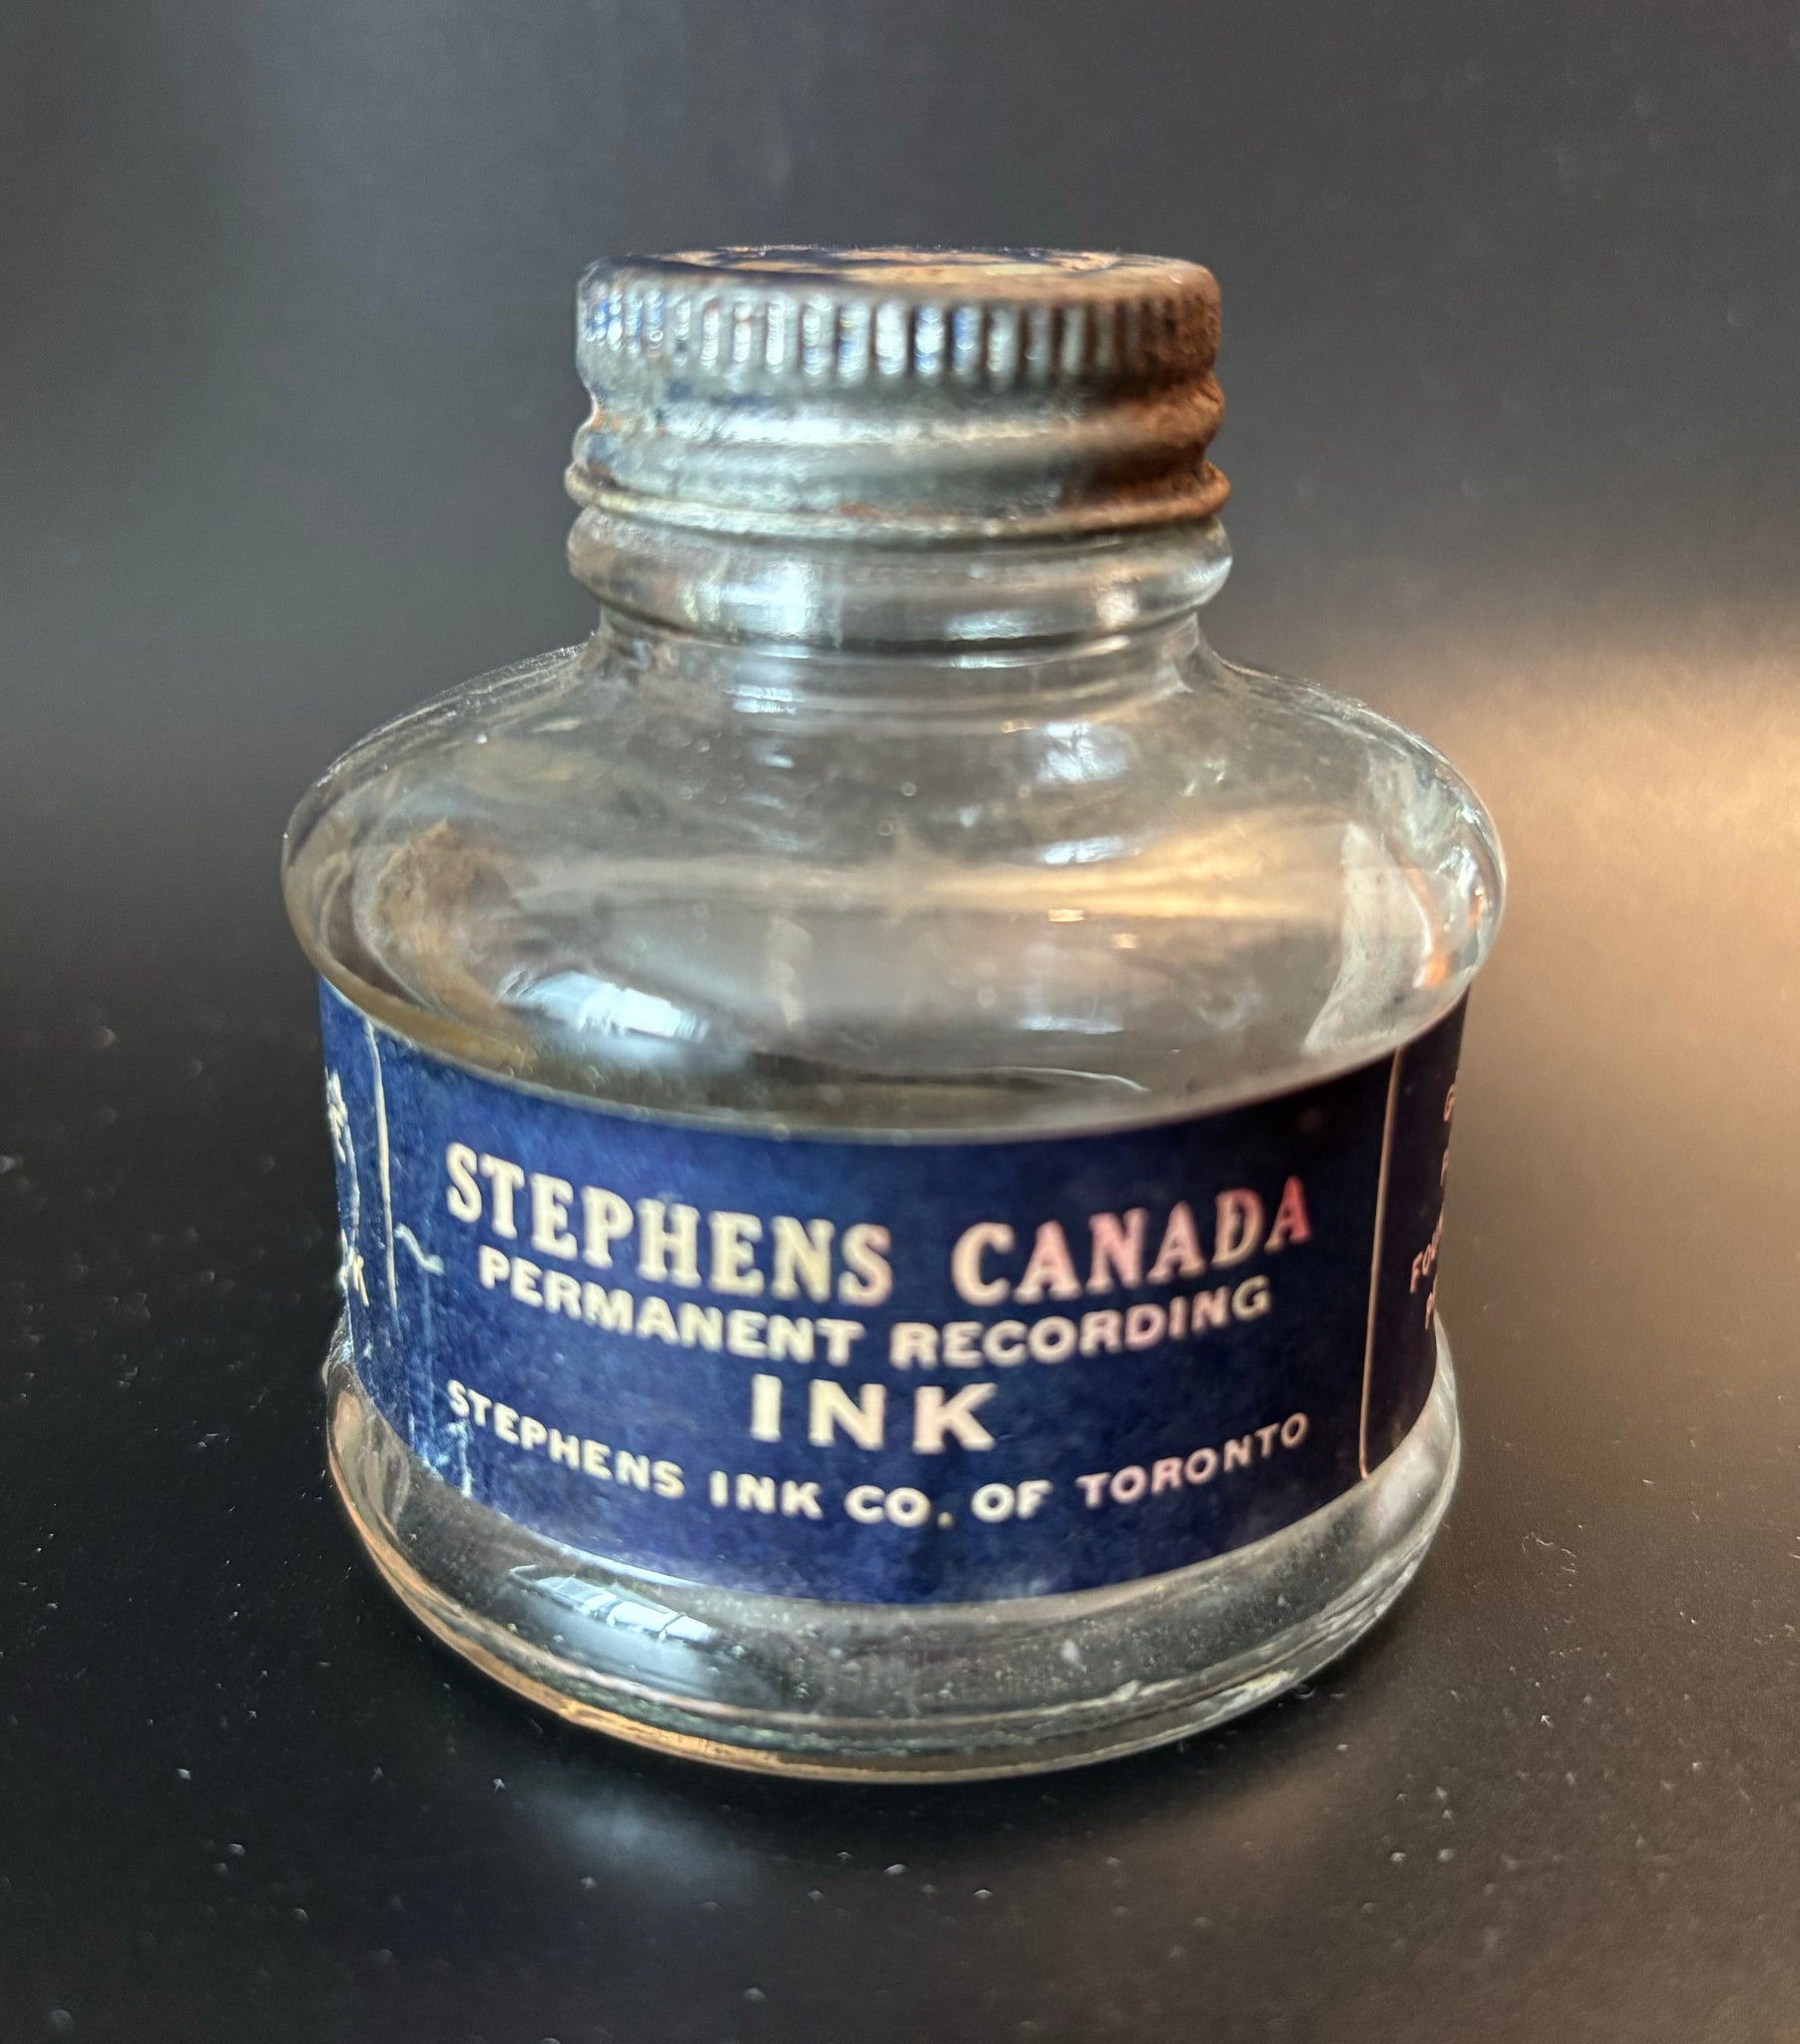 STEPHENS CANADA
PERMANENT RECORDING
INK
STEPHENS INK CO. OF TORONTO